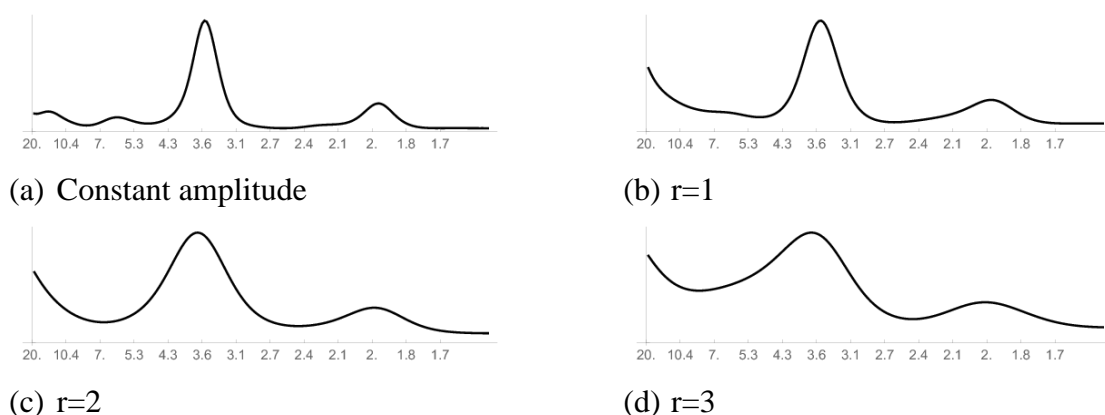 20. 10.4 7. 5.3 4.3 3.6 3.1 2.7 2.4 2.1 2. 1.8 1.7
(a) Constant amplitude
20. 10.4 7. 5.3 4.3 3.6 3.1 2.7 2.4 2.1 2. 1.8 1.7
(b) r=1
20. 10.4 7. 5.3 4.3 3.6 3.1 2.7 2.4 2.1 2. 1.8 1.7
(c) r=2
20. 10.4 7. 5.3 4.3 3.6 3.1 2.7 2.4 2.1 2. 1.8 1.7
(d) r=3